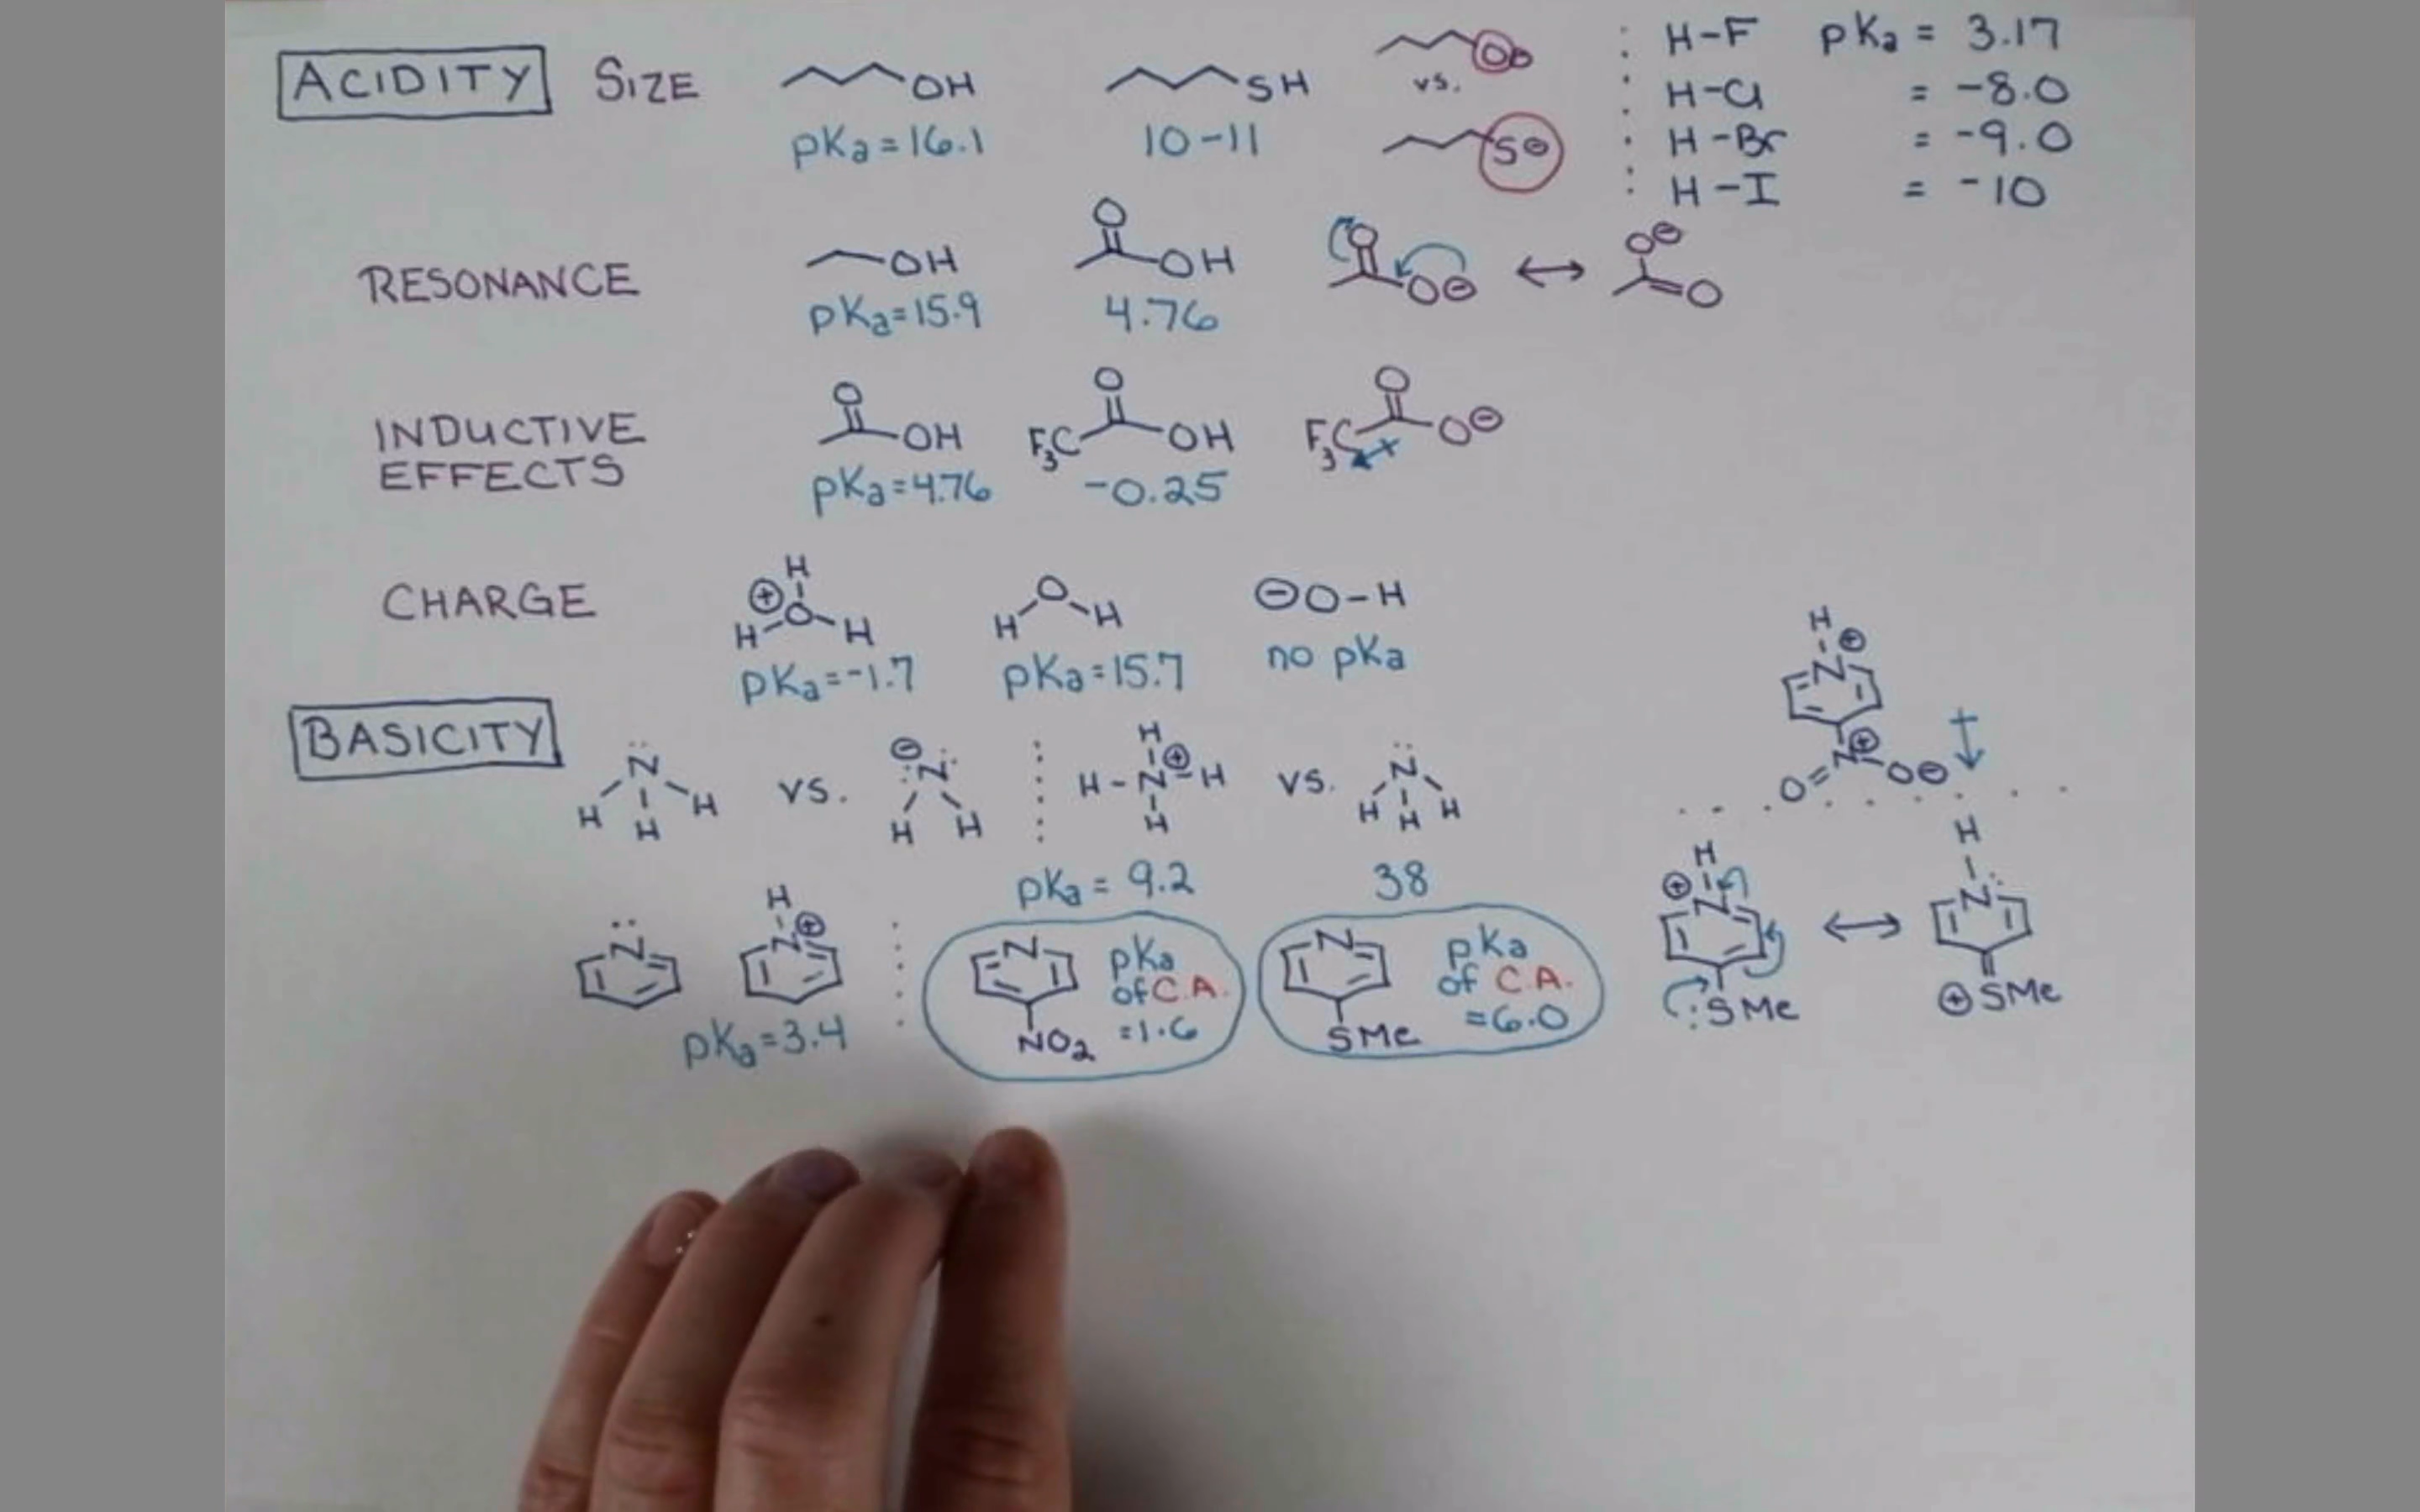 ACIDITY SIZE
OH SH
pKa = 16.1 10-11
O⊖
vs.
S⊖
H-F pKa = 3.17
H-Cl = -8.0
H-Br = -9.0
H-I = -10
RESONANCE
OH
pKa=15.9
O
OH
4.76
O
O⊖ ↔ O⊖
O
INDUCTIVE
EFFECTS
O
OH
pKa=4.76
O
F3C OH
-0.25
O
F3C O⊖
CHARGE
H
⊕ O
H H
pKa=-1.7
O
H H
pKa=15.7
⊖O-H
no pKa
BASICITY
N
H H H
vs.
⊖ N
H H
H
H-N⊕-H
H
pKa = 9.2
vs.
N
H H H
38
H
N⊕
N⊕
O O⊖
N
H
N⊕
pKa=3.4
N
NO2
pKa
of C.A.
=1.6
N
SMe
pKa
of C.A.
=6.0
H
⊕N
:SMe
↔
H
N
⊕SMe